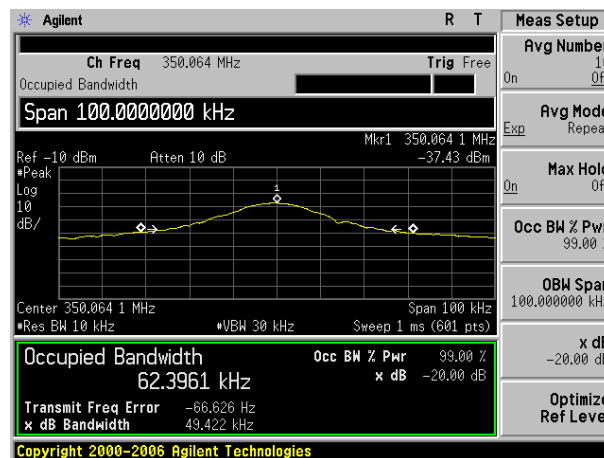 Agilent R T Meas Setup
Ch Freq 350.064 MHz Trig Free
Occupied Bandwidth
Span 100.0000000 kHz
Mkr1 350.064 1 MHz
Ref -10 dBm Atten 10 dB -37.43 dBm
#Peak
Log
10
dB/
1
Center 350.064 1 MHz Span 100 kHz
#Res BW 10 kHz #VBW 30 kHz Sweep 1 ms (601 pts)
Occupied Bandwidth Occ BW % Pwr 99.00 %
62.3961 kHz x dB -20.00 dB
Transmit Freq Error -66.626 Hz
x dB Bandwidth 49.422 kHz
Avg Number
On
Avg Mode
Exp Repea
Max Hold
On Of
Occ BW % Pwr
99.00
OBW Span
100.000000 kH
x dB
-20.00 dB
Optimize
Ref Leve
Copyright 2000-2006 Agilent Technologies